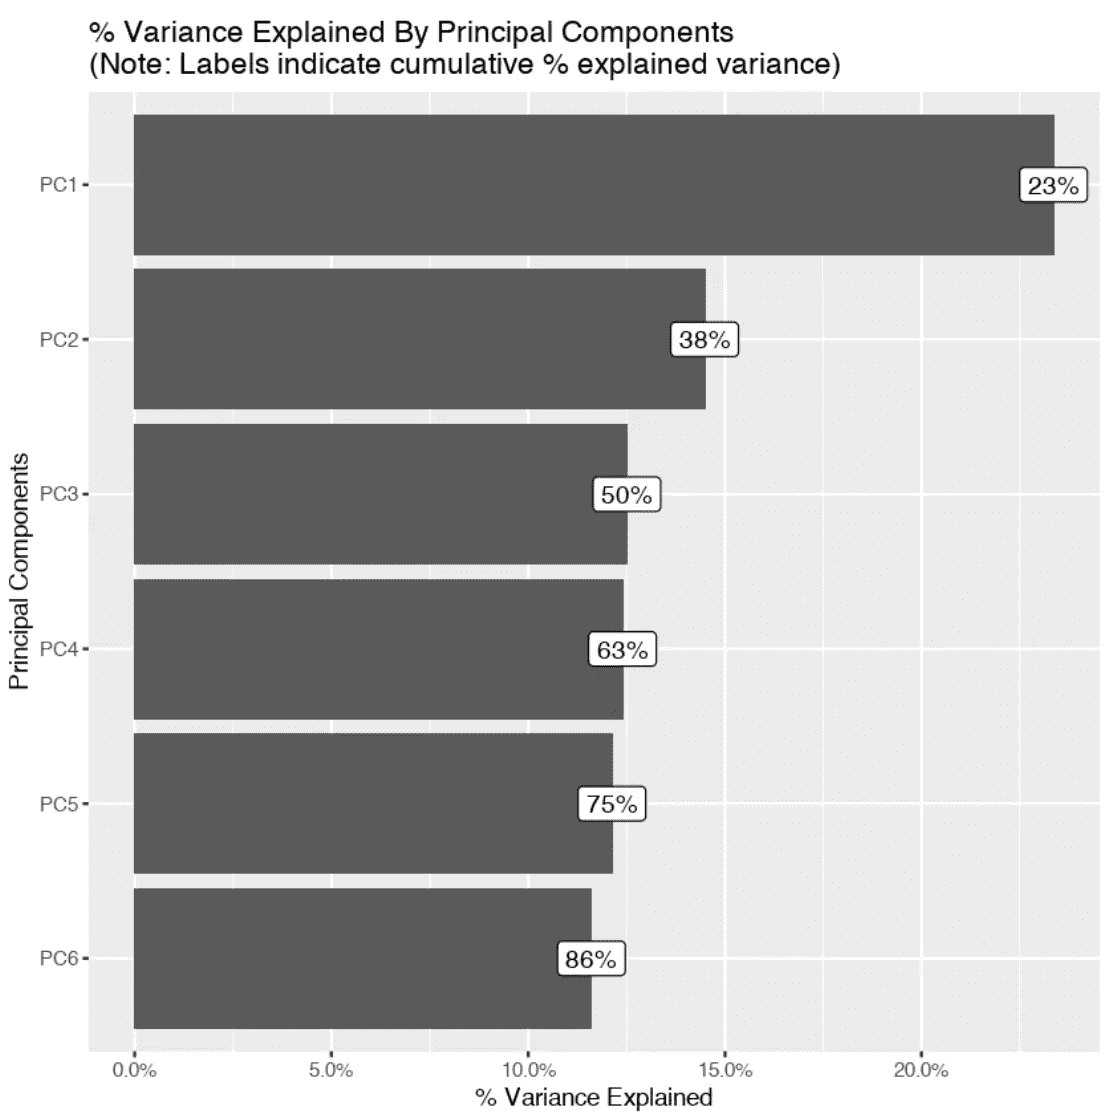 % Variance Explained By Principal Components
(Note: Labels indicate cumulative % explained variance)
Principal Components
PC1
23%
PC2
38%
PC3
50%
PC4
63%
PC5
75%
PC6
86%
0.0% 5.0% 10.0% 15.0% 20.0%
% Variance Explained